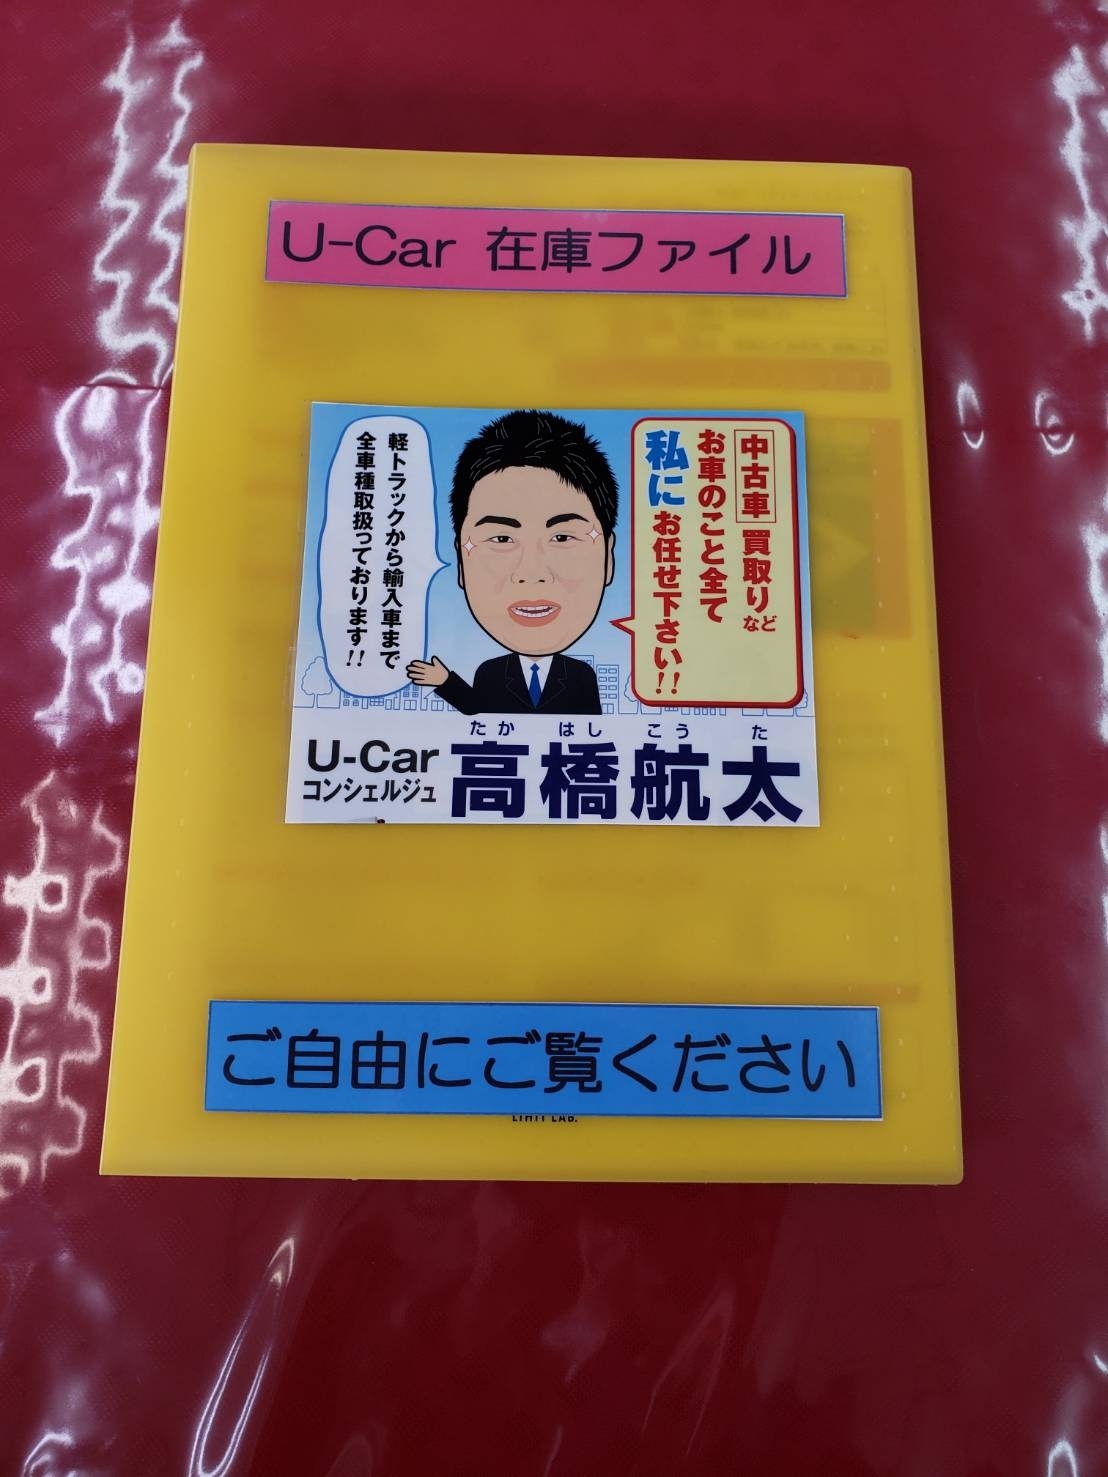 U-Car 在庫ファイル
中古車 買取りなど
お車のこと全て
私にお任せ下さい!!
軽トラックから輸入車まで
全車種取扱っております!!
たか はし こう た
U-Car
コンシェルジュ
高橋航太
ご自由にご覧ください
LIHIT LAB.